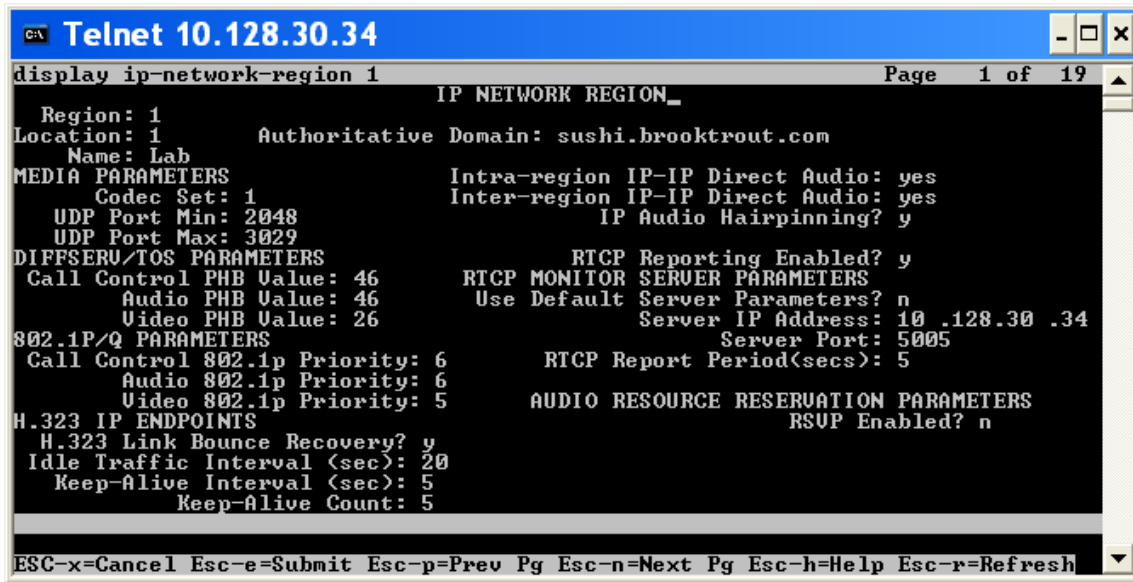 Telnet 10.128.30.34
display ip-network-region 1 Page 1 of 19
IP NETWORK REGION_
Region: 1
Location: 1 Authoritative Domain: sushi.brooktrout.com
Name: Lab
MEDIA PARAMETERS Intra-region IP-IP Direct Audio: yes
Codec Set: 1 Inter-region IP-IP Direct Audio: yes
UDP Port Min: 2048 IP Audio Hairpinning? y
UDP Port Max: 3029
DIFFSERV/TOS PARAMETERS RTCP Reporting Enabled? y
Call Control PHB Value: 46 RTCP MONITOR SERVER PARAMETERS
Audio PHB Value: 46 Use Default Server Parameters? n
Video PHB Value: 26 Server IP Address: 10 .128.30 .34
802.1P/Q PARAMETERS Server Port: 5005
Call Control 802.1p Priority: 6 RTCP Report Period(secs): 5
Audio 802.1p Priority: 6
Video 802.1p Priority: 5 AUDIO RESOURCE RESERVATION PARAMETERS
H.323 IP ENDPOINTS RSVP Enabled? n
H.323 Link Bounce Recovery? y
Idle Traffic Interval (sec): 20
Keep-Alive Interval (sec): 5
Keep-Alive Count: 5
ESC-x=Cancel Esc-e=Submit Esc-p=Prev Pg Esc-n=Next Pg Esc-h=Help Esc-r=Refresh